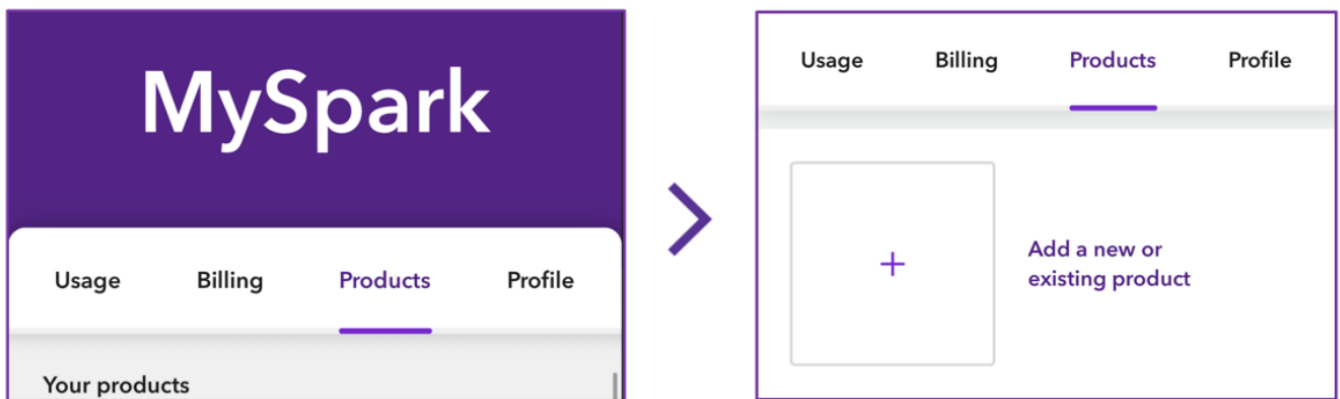 MySpark
Usage Billing Products Profile
Your products
Usage Billing Products Profile
+
Add a new or
existing product